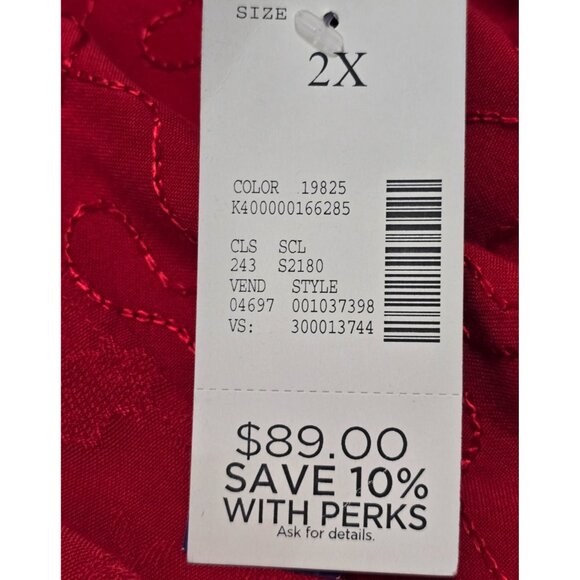 SIZE
2X
COLOR 19825
K400000166285
CLS SCL
243 S2180
VEND STYLE
04697 001037398
VS: 300013744
$89.00
SAVE 10%
WITH PERKS
Ask for details.